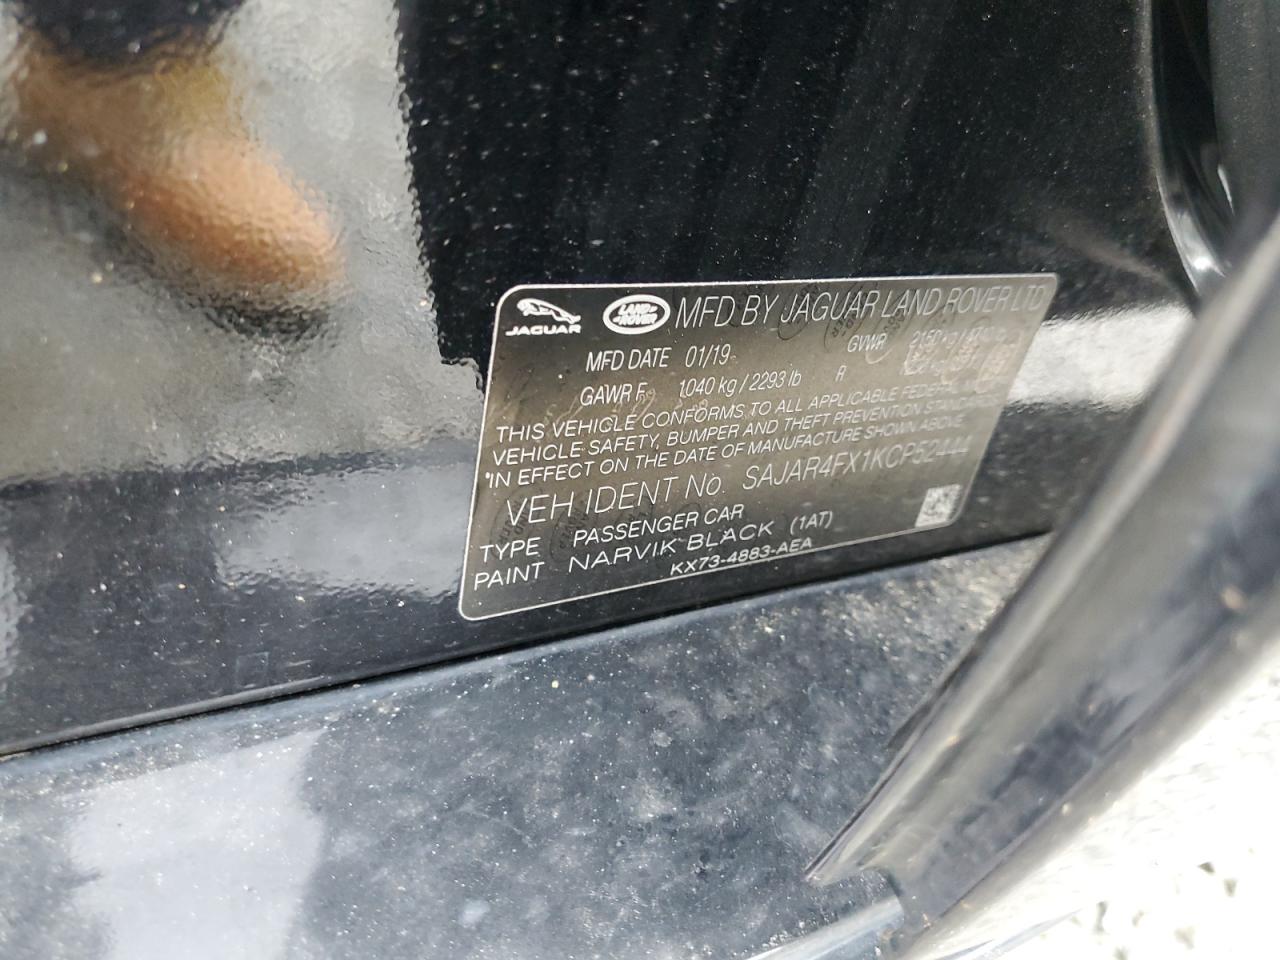 JAGUAR
LAND ROVER
MFD BY JAGUAR LAND ROVER LTD
MFD DATE 01/19
GVWR
GAWR F 1040 kg / 2293 lb R
THIS VEHICLE CONFORMS TO ALL APPLICABLE FEDERAL
VEHICLE SAFETY, BUMPER AND THEFT PREVENTION STANDARDS
*IN EFFECT ON THE DATE OF MANUFACTURE SHOWN ABOVE
VEH IDENT No. SAJAR4FX1KCP52444
TYPE PASSENGER CAR
PAINT NARVIK BLACK (1AT)
KX73-4883-AEA